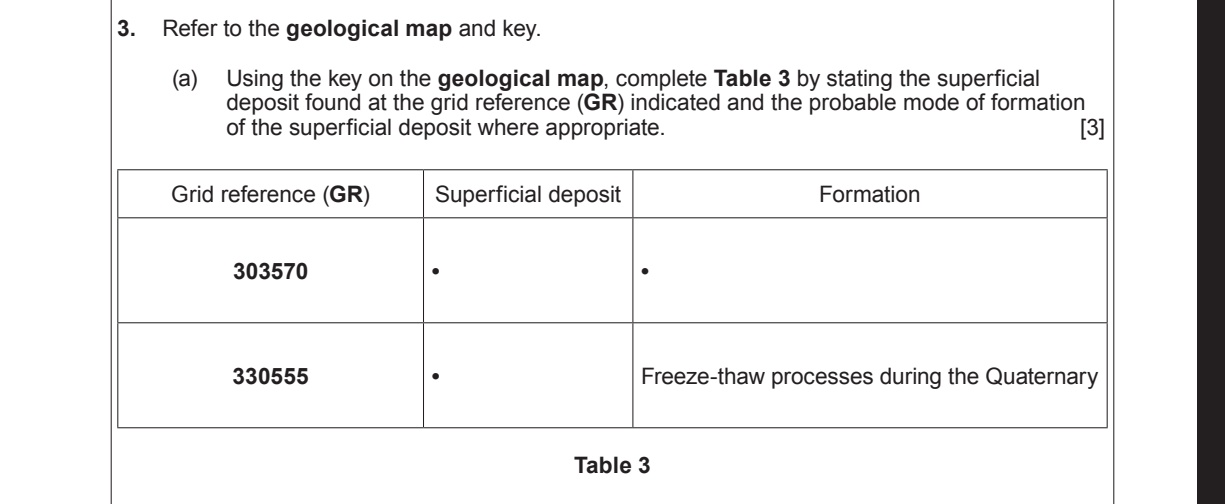 3. Refer to the geological map and key.
(a) Using the key on the geological map, complete Table 3 by stating the superficial
deposit found at the grid reference (GR) indicated and the probable mode of formation
of the superficial deposit where appropriate. [3]
Grid reference (GR) Superficial deposit Formation
303570 • •
330555 • Freeze-thaw processes during the Quaternary
Table 3